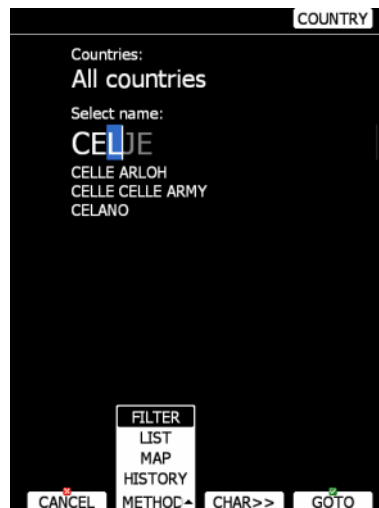 COUNTRY
Countries:
All countries
Select name:
CELJE
CELLE ARLOH
CELLE CELLE ARMY
CELANO
FILTER
LIST
MAP
HISTORY
CANCEL METHOD CHAR>> GOTO